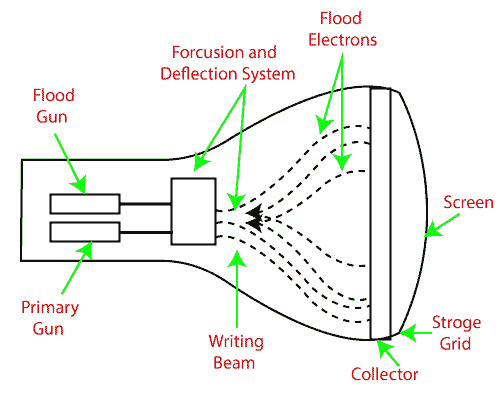 Flood
Electrons
Forcusion and
Deflection System
Flood
Gun
Screen
Primary
Gun
Writing
Beam
Stroge
Grid
Collector